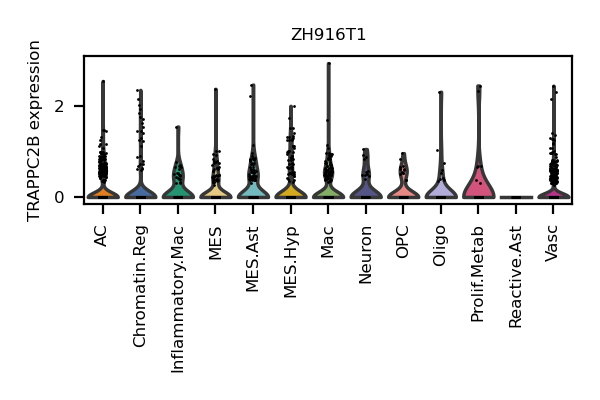 ZH916T1
TRAPPC2B expression
2
0
AC
Chromatin.Reg
Inflammatory.Mac
MES
MES.Ast
MES.Hyp
Mac
Neuron
OPC
Oligo
Prolif.Metab
Reactive.Ast
Vasc